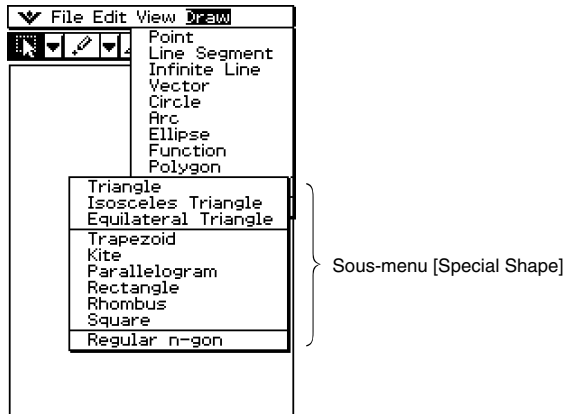 File Edit View Draw
Point
Line Segment
Infinite Line
Vector
Circle
Arc
Ellipse
Function
Polygon
Triangle
Isosceles Triangle
Equilateral Triangle
Trapezoid
Kite
Parallelogram
Rectangle
Rhombus
Square
Regular n-gon
Sous-menu [Special Shape]